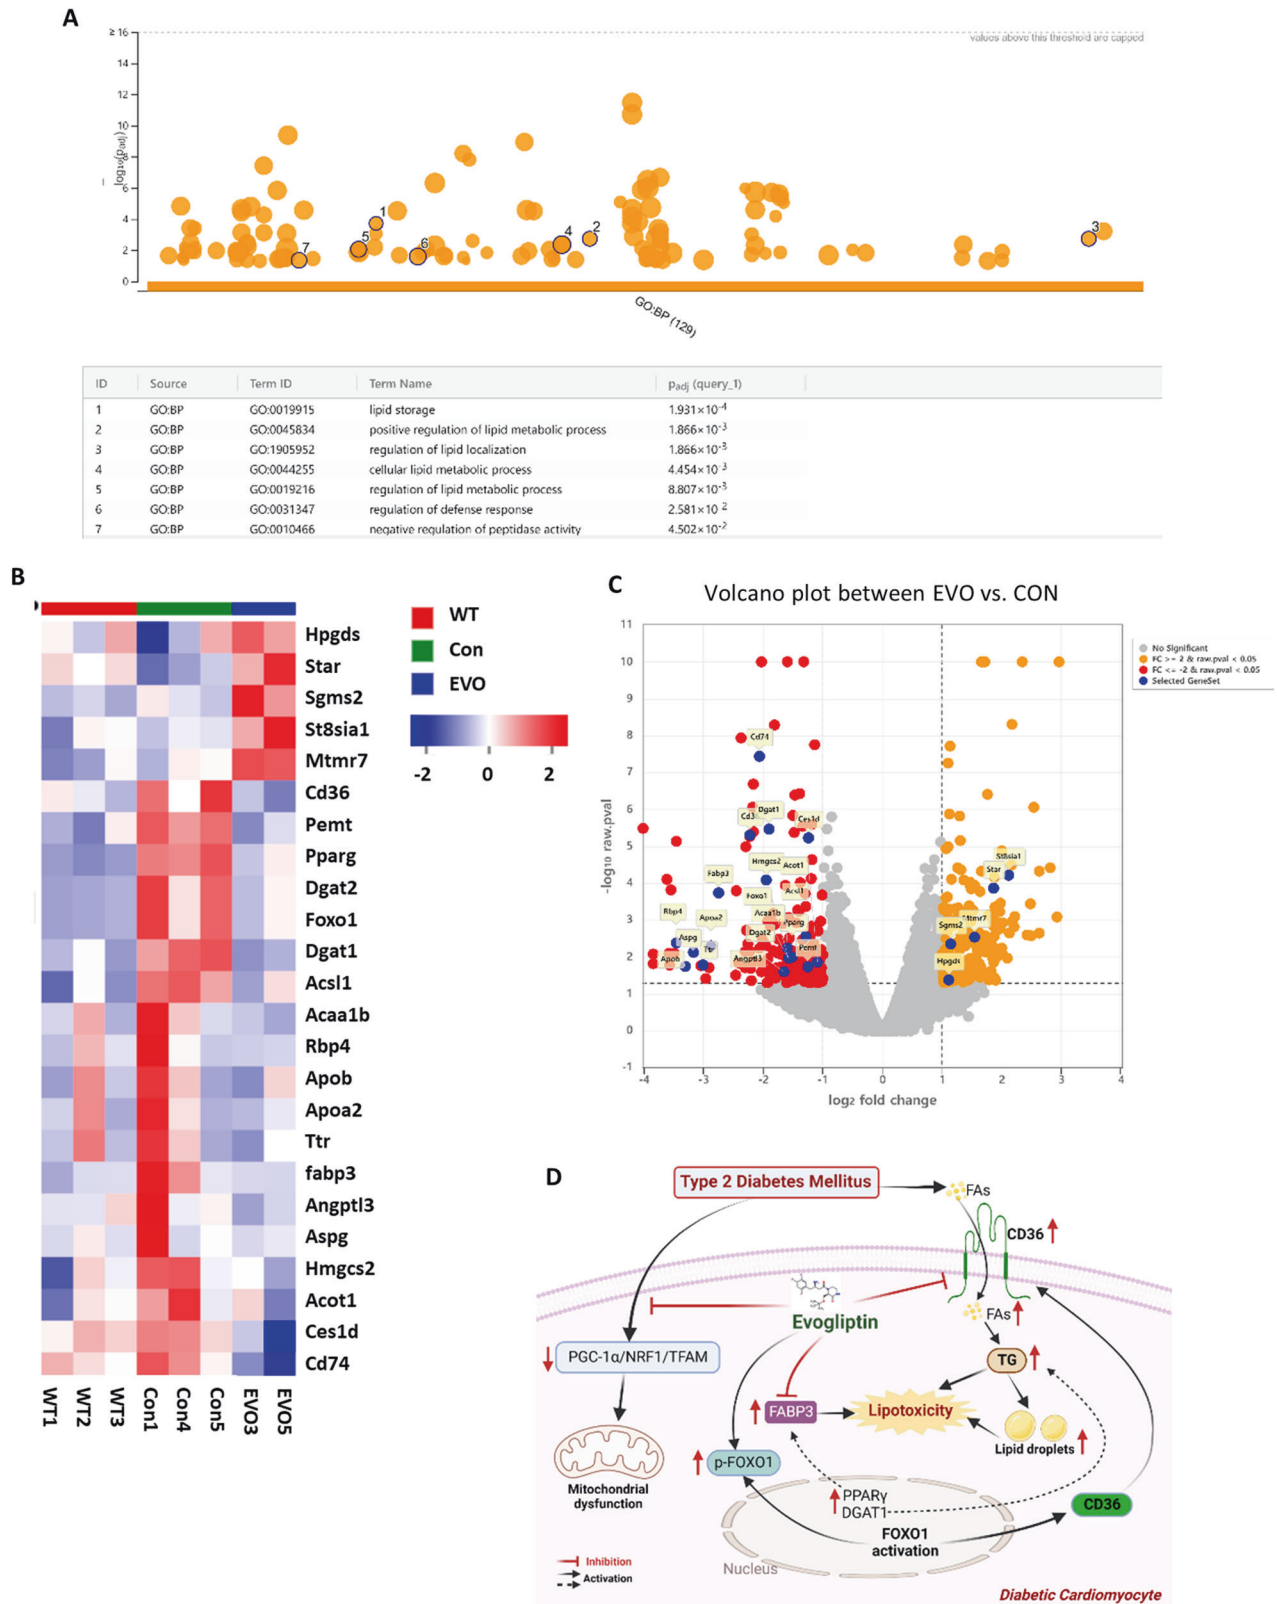 A
≥ 16
values above this threshold are capped
14
12
10
8
6
4
2
0
−log₁₀(padj)
1
2
3
4
5
6
7
GO:BP (129)
ID Source Term ID Term Name padj (query_1)
1 GO:BP GO:0019915 lipid storage 1.931×10-4
2 GO:BP GO:0045834 positive regulation of lipid metabolic process 1.866×10-3
3 GO:BP GO:1905952 regulation of lipid localization 1.866×10-3
4 GO:BP GO:0044255 cellular lipid metabolic process 4.454×10-3
5 GO:BP GO:0019216 regulation of lipid metabolic process 8.807×10-3
6 GO:BP GO:0031347 regulation of defense response 2.581×10-2
7 GO:BP GO:0010466 negative regulation of peptidase activity 4.502×10-2
B
Hpgds
Star
Sgms2
St8sia1
Mtmr7
Cd36
Pemt
Pparg
Dgat2
Foxo1
Dgat1
Acsl1
Acaa1b
Rbp4
Apob
Apoa2
Ttr
fabp3
Angptl3
Aspg
Hmgcs2
Acot1
Ces1d
Cd74
WT1 WT2 WT3 Con1 Con4 Con5 EVO3 EVO5
WT
Con
EVO
-2 0 2
C
Volcano plot between EVO vs. CON
No Significant
FC >= 2 & raw.pval < 0.05
FC <= -2 & raw.pval < 0.05
Selected GeneSet
11
10
9
8
7
6
5
4
3
2
1
0
-1
-log₁₀ raw.pval
Cd74
Dgat1
Cd36
Ces1d
Hmgcs2
Acot1
Fabp3
Acsl1
Foxo1
Rbp4
Apoa2
Acaa1b
Pparg
Aspg
Dgat2
Ttr
Pemt
Apob
Angptl3
St8sia1
Star
Mtmr7
Sgms2
Hpgds
-4 -3 -2 -1 0 1 2 3 4
log₂ fold change
D
Type 2 Diabetes Mellitus
FAs
CD36
Evogliptin
FAs
PGC-1α/NRF1/TFAM
TG
FABP3
Lipotoxicity
Lipid droplets
p-FOXO1
Mitochondrial
dysfunction
PPARγ
DGAT1
CD36
FOXO1
activation
Nucleus
Inhibition
Activation
Diabetic Cardiomyocyte